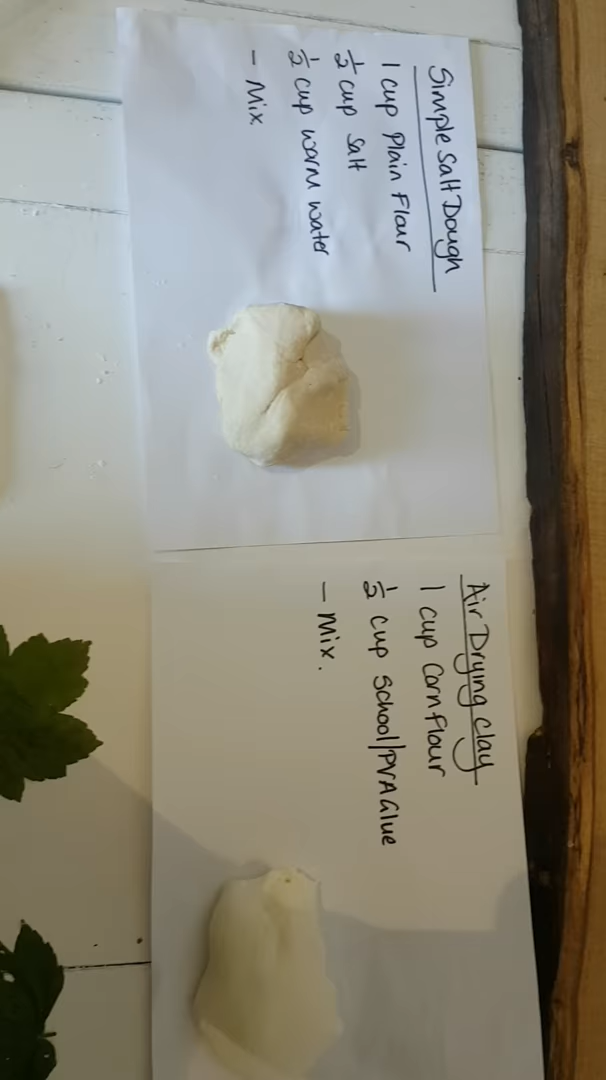 Simple Salt Dough
1 cup Plain Flour
½ cup Salt
½ cup warm water
- Mix
Air Drying Clay
1 cup Cornflour
½ cup School/PVA Glue
- Mix.